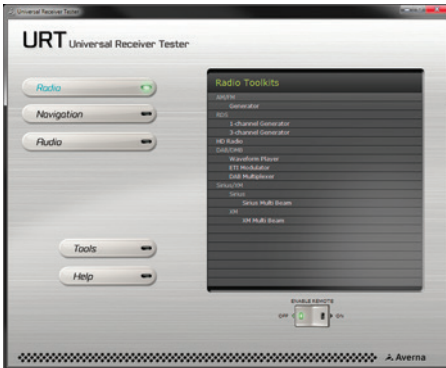 Universal Receiver Tester
URT Universal Receiver Tester
Radio
Navigation
Audio
Tools
Help
Radio Toolkits
AM/FM
Generator
RDS
1-channel Generator
3-channel Generator
HD Radio
DAB/DMB
Waveform Player
ETI Modulator
DAB Multiplexer
Sirius/XM
Sirius
Sirius Multi Beam
XM
XM Multi Beam
ENABLE REMOTE
OFF ON
Averna